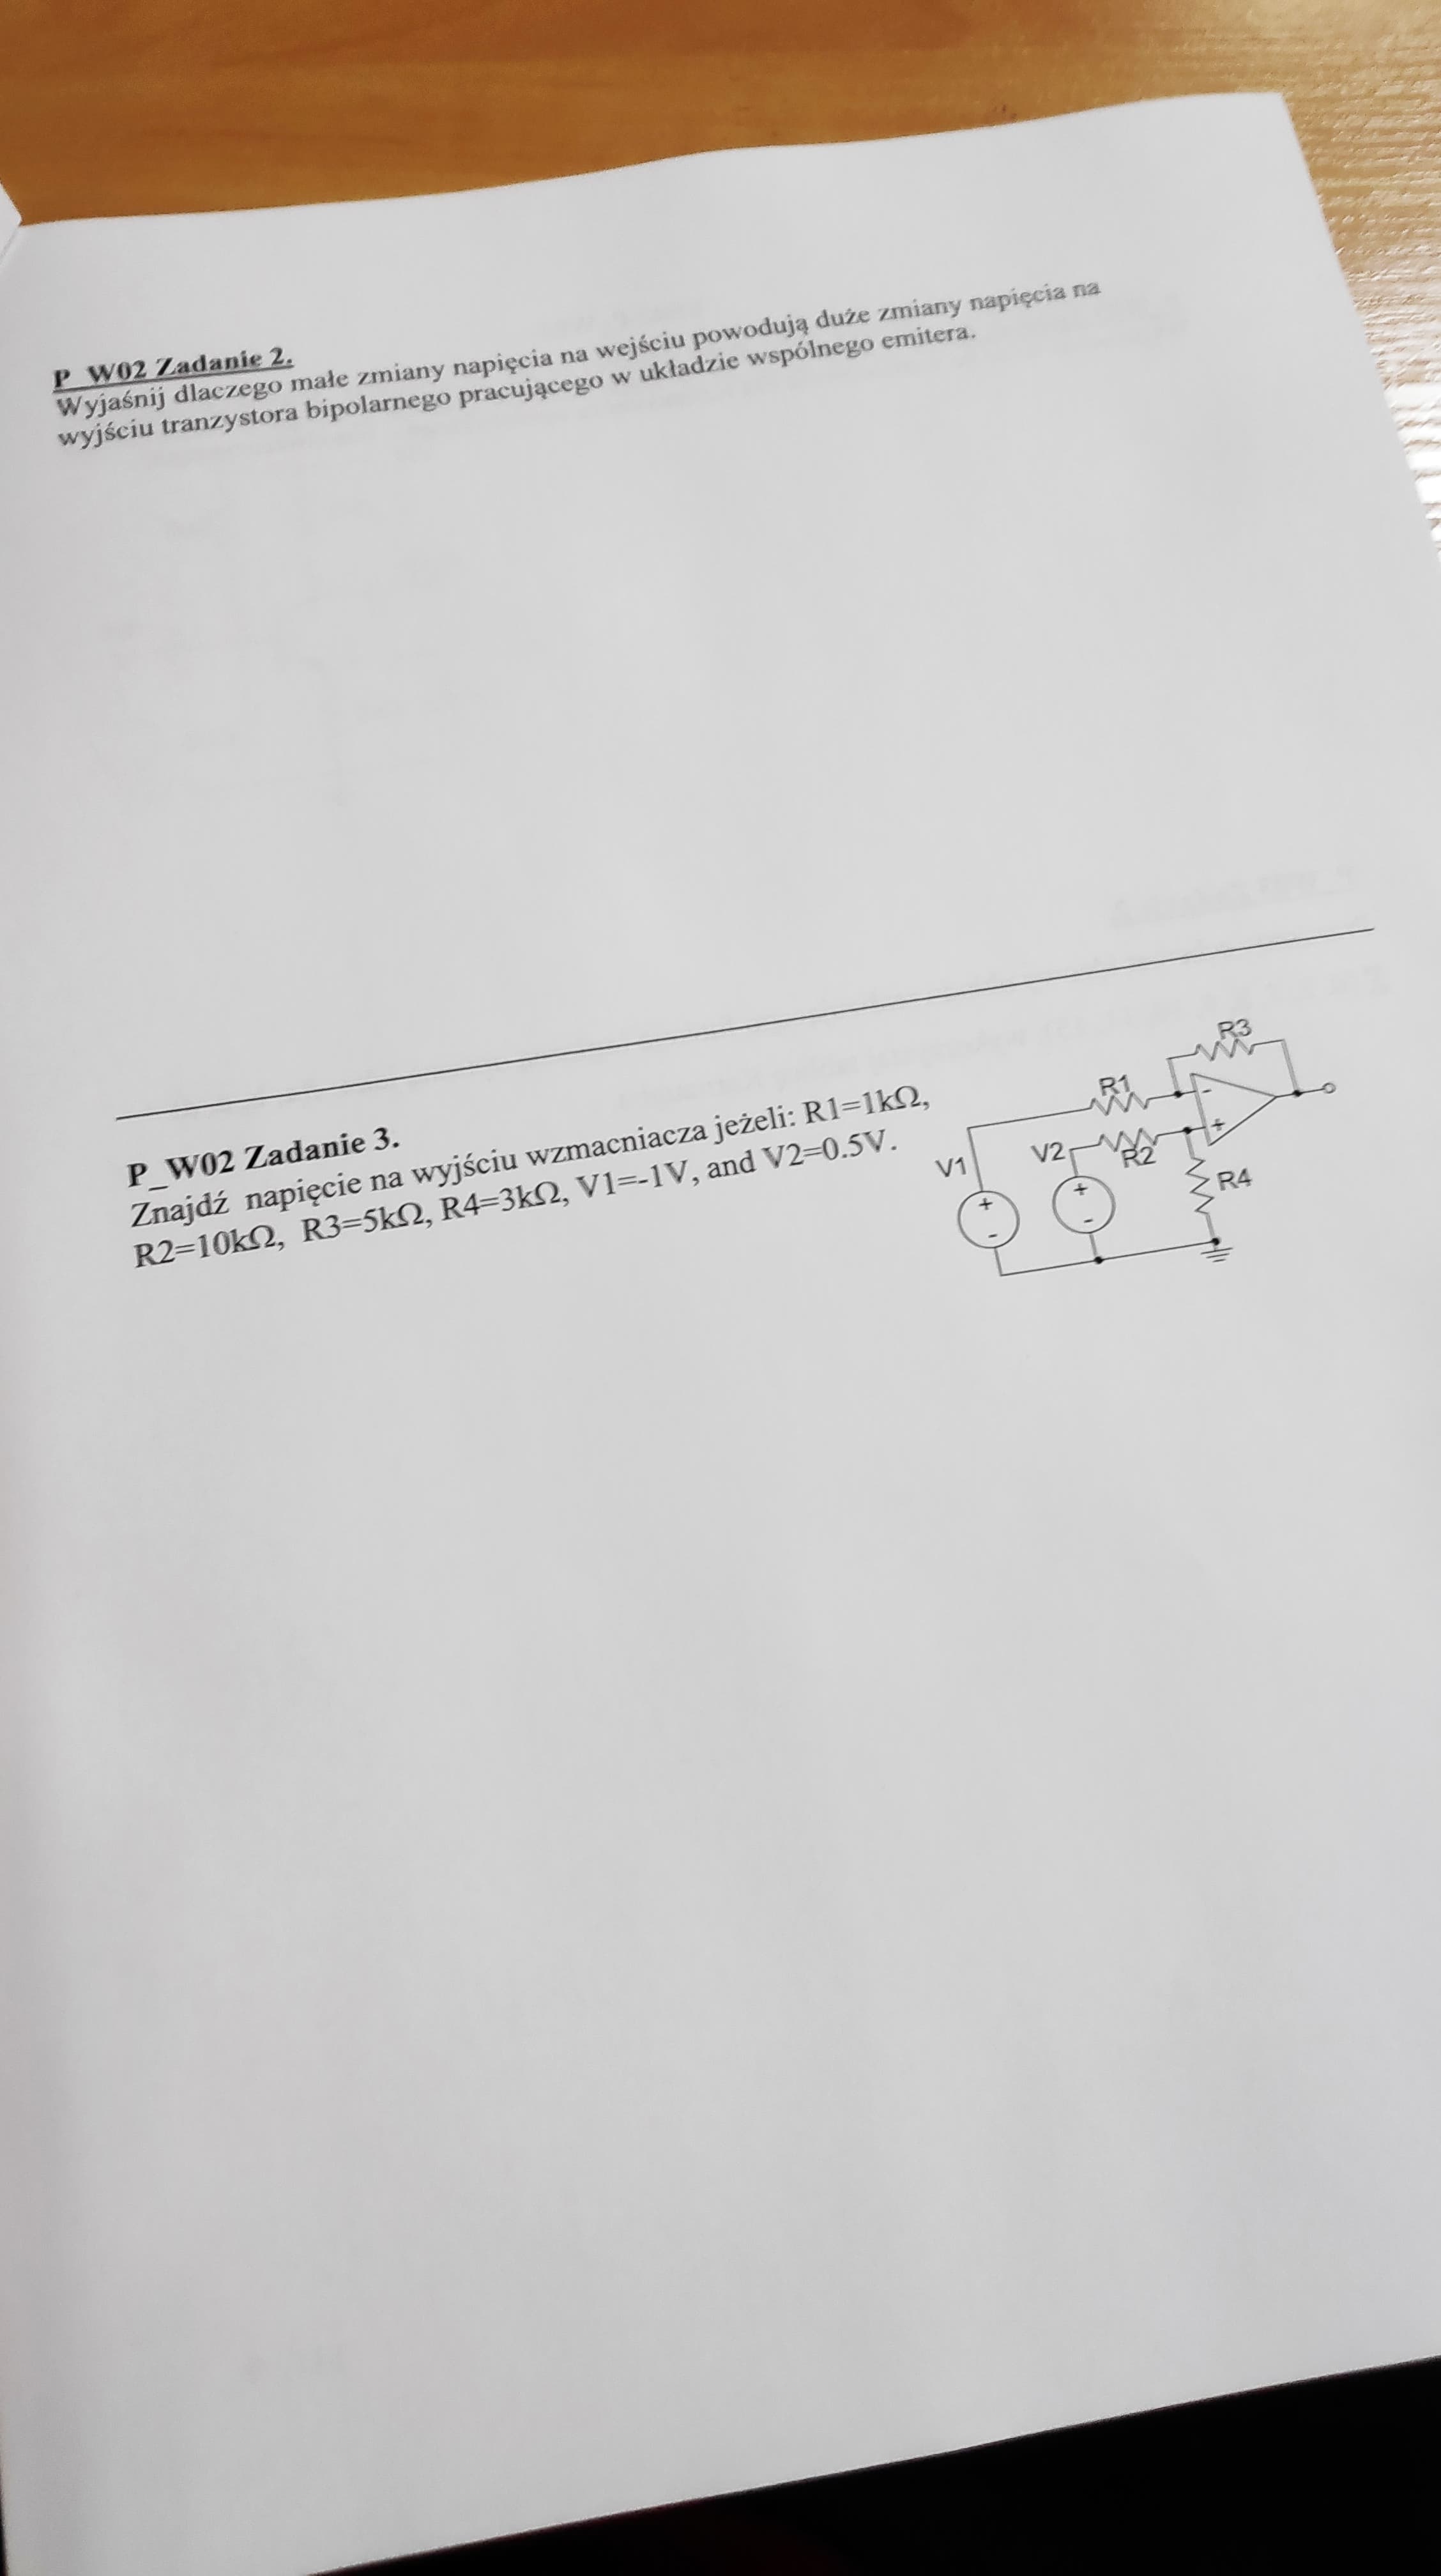 P_W02 Zadanie 2.
Wyjaśnij dlaczego małe zmiany napięcia na wejściu powodują duże zmiany napięcia na
wyjściu tranzystora bipolarnego pracującego w układzie wspólnego emitera.
P_W02 Zadanie 3.
Znajdź napięcie na wyjściu wzmacniacza jeżeli: R1=1kΩ,
R2=10kΩ, R3=5kΩ, R4=3kΩ, V1=-1V, and V2=0.5V.
R3
R1
-
V2
R2
+
V1
R4
+
-
+
-